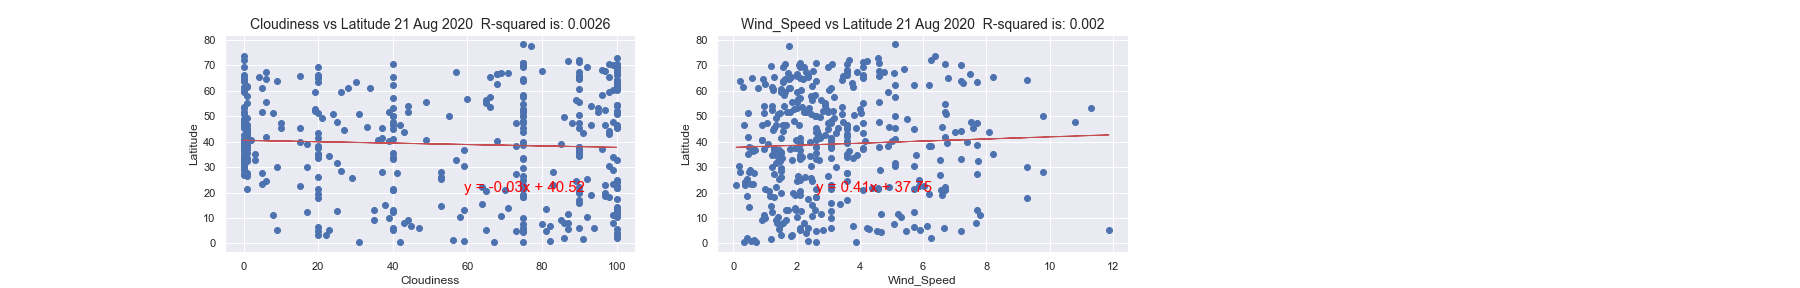 Cloudiness vs Latitude 21 Aug 2020  R-squared is: 0.0026
80
70
60
50
40
30
20
10
0
Latitude
y = -0.03x + 40.52
0 20 40 60 80 100
Cloudiness
Wind_Speed vs Latitude 21 Aug 2020  R-squared is: 0.002
80
70
60
50
40
30
20
10
0
Latitude
y = 0.41x + 37.75
0 2 4 6 8 10 12
Wind_Speed